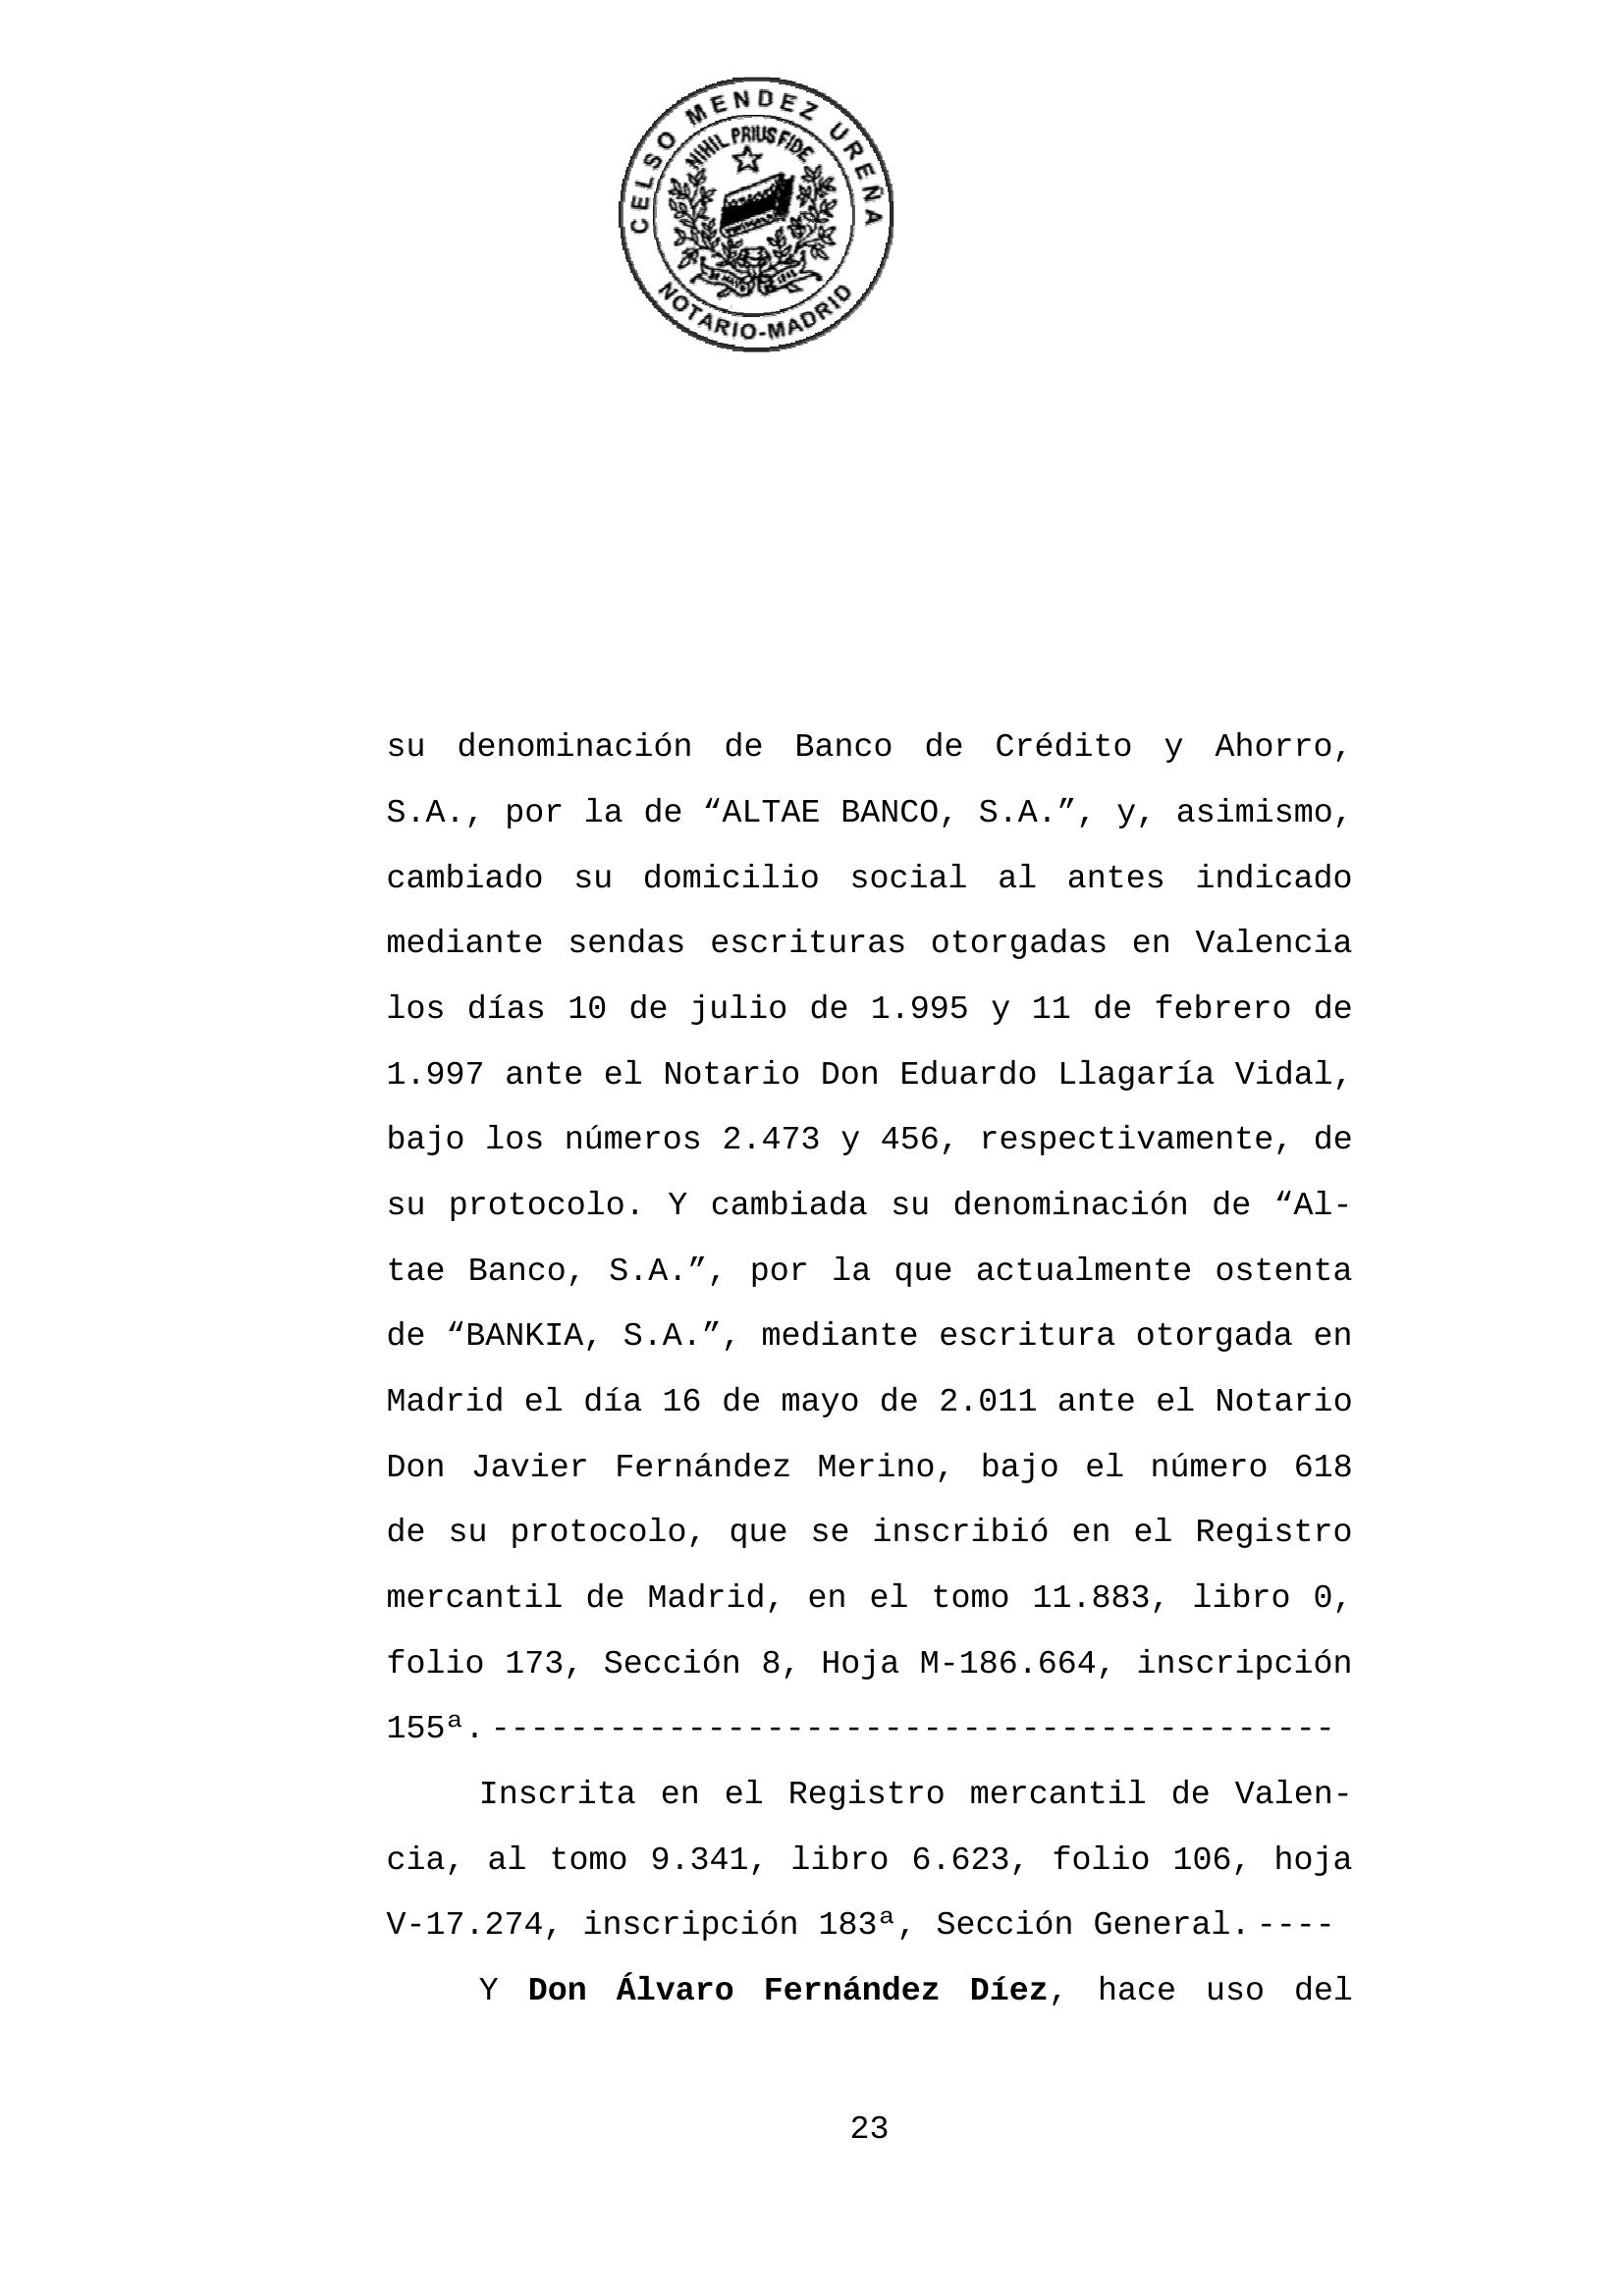 CELSO MENDEZ UREÑA
NIHIL PRIUS FIDE
NOTARIO-MADRID
su denominación de Banco de Crédito y Ahorro,
S.A., por la de “ALTAE BANCO, S.A.”, y, asimismo,
cambiado su domicilio social al antes indicado
mediante sendas escrituras otorgadas en Valencia
los días 10 de julio de 1.995 y 11 de febrero de
1.997 ante el Notario Don Eduardo Llagaría Vidal,
bajo los números 2.473 y 456, respectivamente, de
su protocolo. Y cambiada su denominación de “Al-
tae Banco, S.A.”, por la que actualmente ostenta
de “BANKIA, S.A.”, mediante escritura otorgada en
Madrid el día 16 de mayo de 2.011 ante el Notario
Don Javier Fernández Merino, bajo el número 618
de su protocolo, que se inscribió en el Registro
mercantil de Madrid, en el tomo 11.883, libro 0,
folio 173, Sección 8, Hoja M-186.664, inscripción
155ª. -------------------------------------------
Inscrita en el Registro mercantil de Valen-
cia, al tomo 9.341, libro 6.623, folio 106, hoja
V-17.274, inscripción 183ª, Sección General. ----
Y Don Álvaro Fernández Díez, hace uso del
23